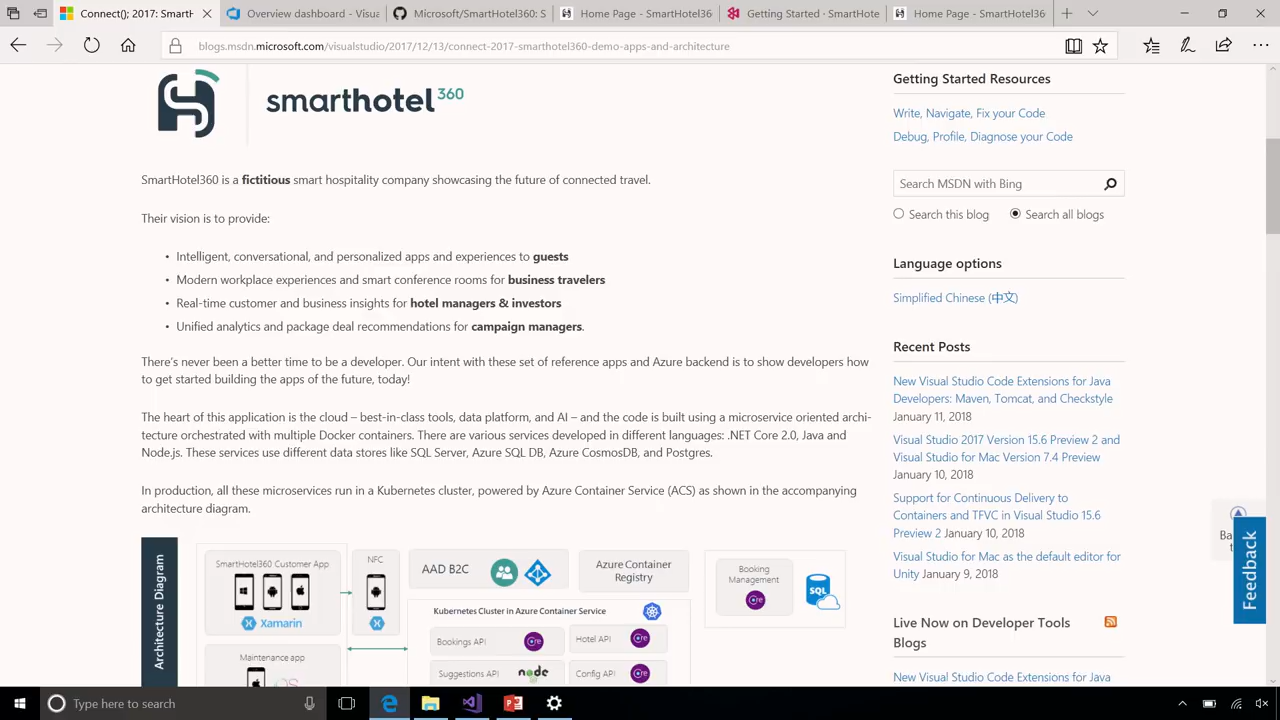 Connect(); 2017: SmartHot
Dashboard - Visual
Microsoft/SmartHotel360: S
Home Page - SmartHotel36
Getting Started | SmartHo
Home Page - SmartHotel36
blogs.msdn.microsoft.com/visualstudio/2017/12/13/connect-2017-smarthotel360-demo-apps-and-architecture
smarthotel360
SmartHotel360 is a fictitious smart hospitality company showcasing the future of connected travel.
Their vision is to provide:
• Intelligent, conversational, and personalized apps and experiences to guests
• Modern workplace experiences and smart conference rooms for business travelers
• Real-time customer and business insights for hotel managers & investors
• Unified analytics and package deal recommendations for campaign managers.
There's never been a better time to be a developer. Our intent with these set of reference apps and Azure backend is to show developers how
to get started building the apps of the future, today!
The heart of this application is the cloud – best-in-class tools, data platform, and AI – and the code is built using a microservice oriented archi-
tecture orchestrated with multiple Docker containers. There are various services developed in different languages: .NET Core 2.0, Java and
Node.js. These services use different data stores like SQL Server, Azure SQL DB, Azure CosmosDB, and Postgres.
In production, all these microservices run in a Kubernetes cluster, powered by Azure Container Service (ACS) as shown in the accompanying
architecture diagram.
Architecture Diagram
SmartHotel360 Customer App
Xamarin
Maintenance app
iOS
NFC
AAD B2C
Azure Container
Registry
Kubernetes Cluster in Azure Container Service
Bookings API
Hotel API
Suggestions API
node
Config API
Booking
Management
SQL
Getting Started Resources
Write, Navigate, Fix your Code
Debug, Profile, Diagnose your Code
Search MSDN with Bing
Search this blog
Search all blogs
Language options
Simplified Chinese (中文)
Recent Posts
New Visual Studio Code Extensions for Java
Developers: Maven, Tomcat, and Checkstyle
January 11, 2018
Visual Studio 2017 Version 15.6 Preview 2 and
Visual Studio for Mac Version 7.4 Preview
January 10, 2018
Support for Continuous Delivery to
Containers and TFVC in Visual Studio 15.6
Preview 2 January 10, 2018
Visual Studio for Mac as the default editor for
Unity January 9, 2018
Live Now on Developer Tools
Blogs
New Visual Studio Code Extensions for Java
Feedback
Type here to search